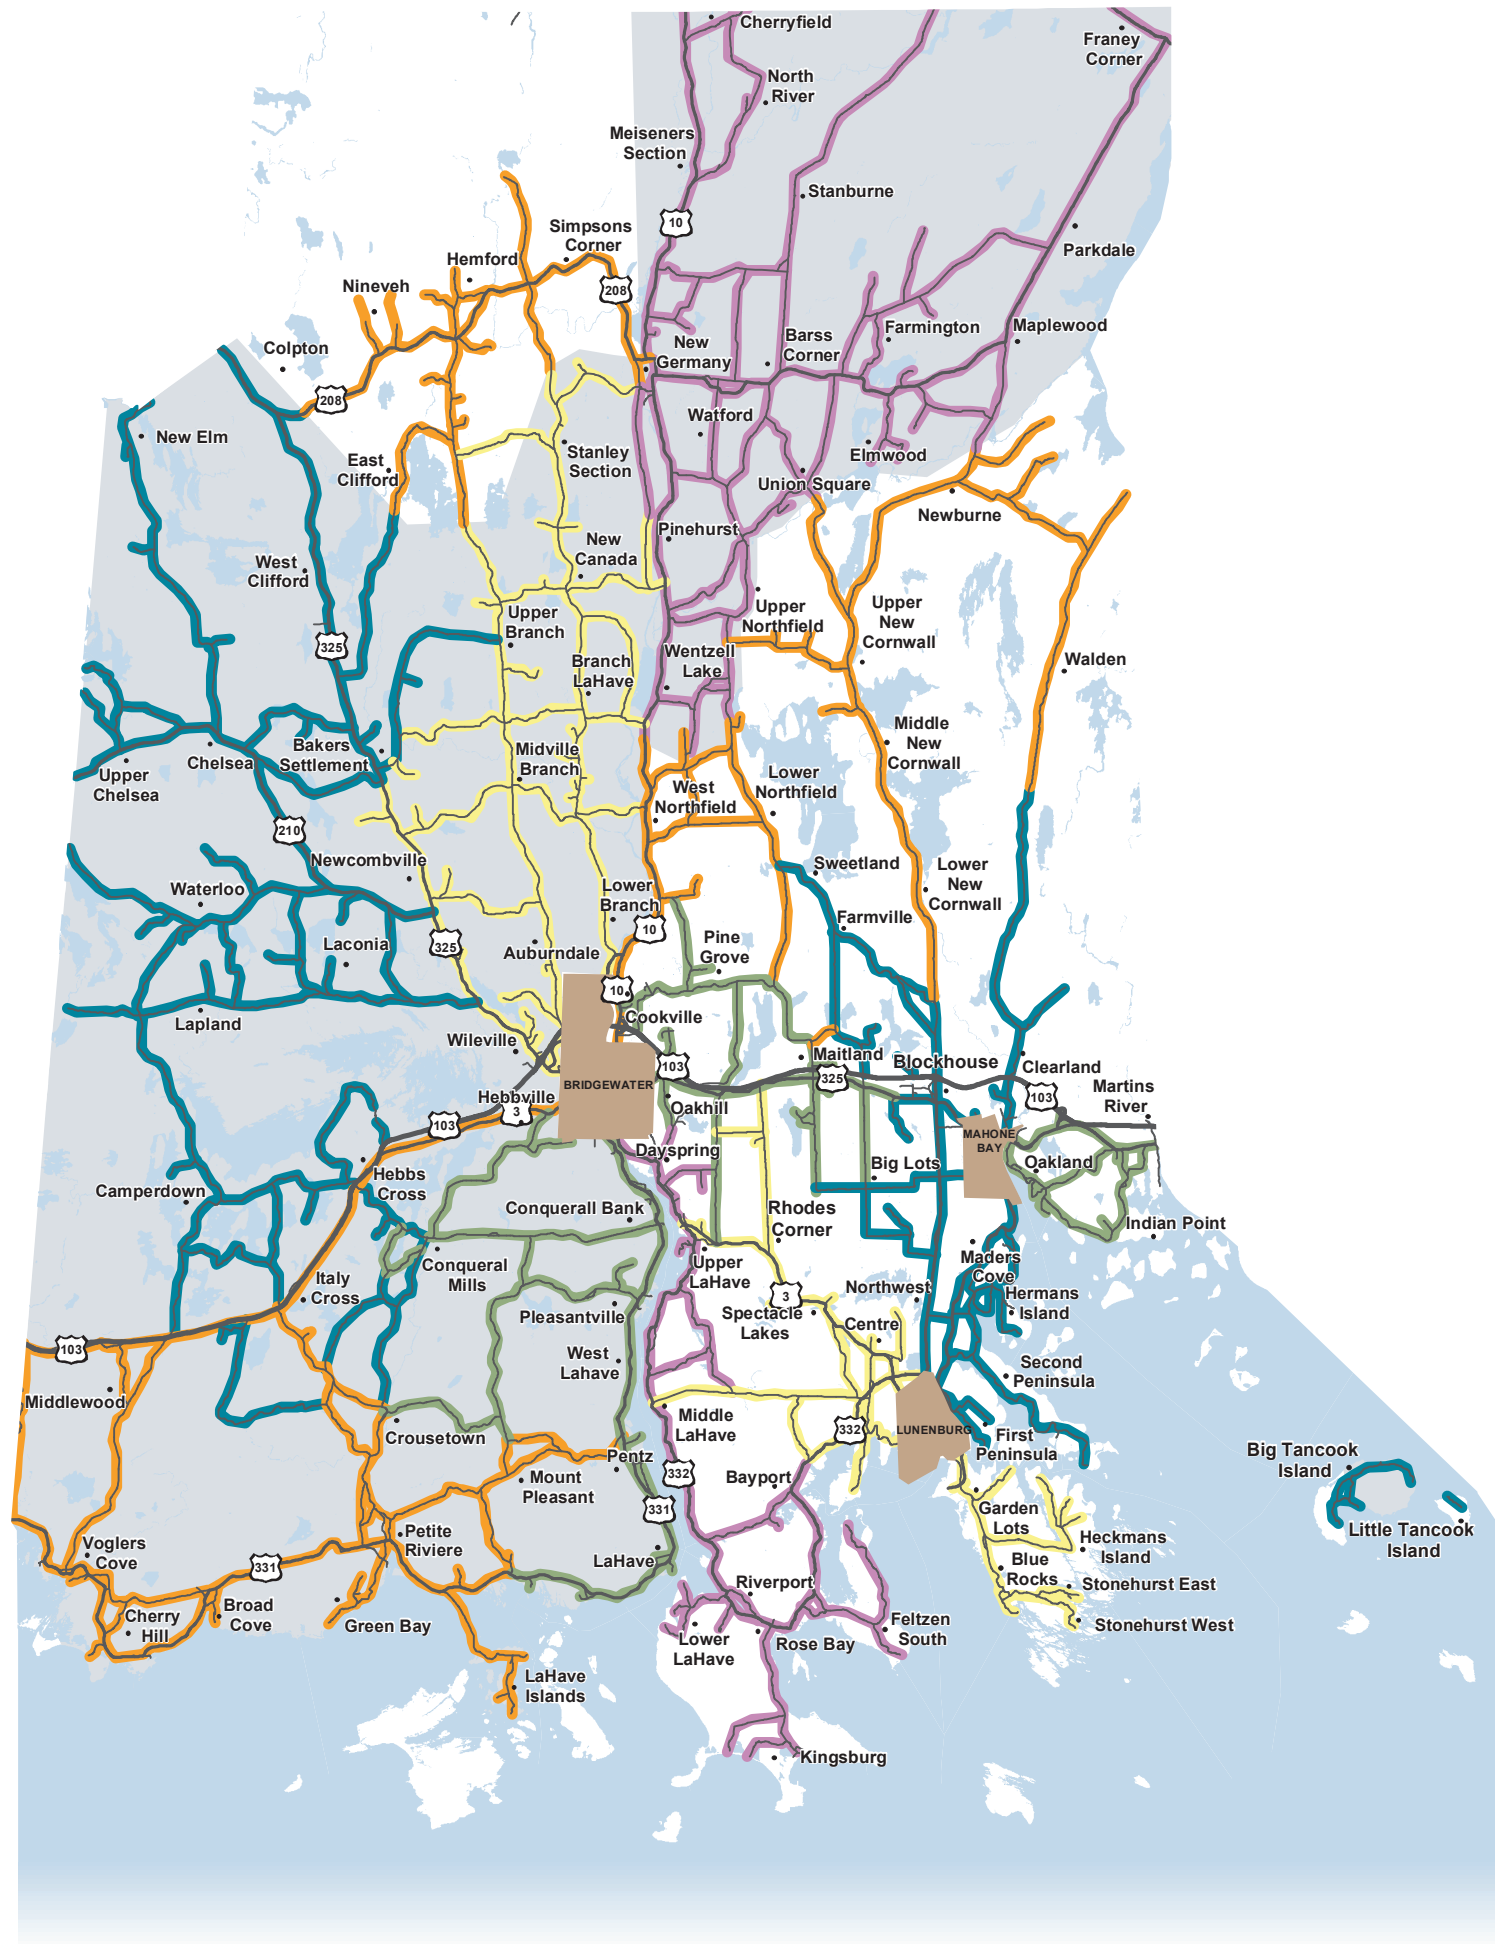 Cherryfield
Franey
Corner
North
River
Meiseners
Section
Stanburne
10
Simpsons
Corner
Parkdale
Hemford
Nineveh
208
Farmington
Maplewood
Barss
Corner
New
Germany
Colpton
208
Watford
New Elm
Stanley
Section
Elmwood
East
Clifford
Union Square
Newburne
Pinehurst
New
Canada
West
Clifford
Upper
Branch
Upper
Northfield
Upper
New
Cornwall
325
Wentzell
Lake
Branch
LaHave
Walden
Middle
New
Cornwall
Bakers
Settlement
Chelsea
Midville
Branch
Upper
Chelsea
Lower
Northfield
West
Northfield
210
Newcombville
Sweetland
Lower
New
Cornwall
Waterloo
Lower
Branch
Farmville
10
325
Laconia
Auburndale
Pine
Grove
10
Lapland
Cookville
Wileville
Maitland
Blockhouse
Clearland
103
325
BRIDGEWATER
Martins
River
103
Hebbville
3
Oakhill
103
MAHONE
BAY
Dayspring
Oakland
Big Lots
Hebbs
Cross
Camperdown
Conquerall Bank
Rhodes
Corner
Indian Point
Conqueral
Mills
Upper
LaHave
Maders
Cove
Italy
Cross
Northwest
Hermans
Island
3
Pleasantville
Spectacle
Lakes
Centre
103
West
Lahave
Second
Peninsula
Middlewood
Middle
LaHave
332
LUNENBURG
Crousetown
First
Peninsula
Pentz
332
Bayport
Big Tancook
Island
Mount
Pleasant
331
Garden
Lots
Little Tancook
Island
Petite
Riviere
Heckmans
Island
Voglers
Cove
LaHave
331
Blue
Rocks
Riverport
Stonehurst East
Broad
Cove
Cherry
Hill
Green Bay
Feltzen
South
Stonehurst West
Lower
LaHave
Rose Bay
LaHave
Islands
Kingsburg